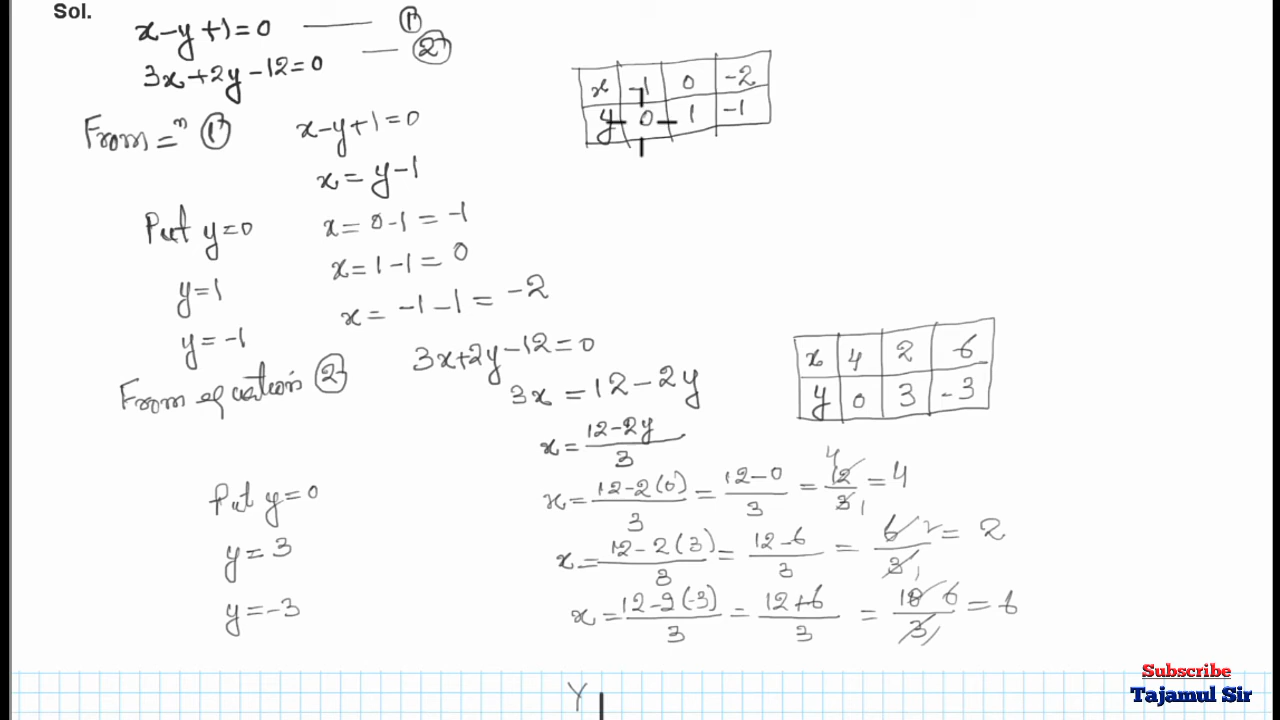 Sol.
x-y+1=0 —— ①
3x+2y-12=0 — ②
x -1 0 -2
y 0 1 -1
From =ⁿ ① x-y+1=0
x = y-1
Put y=0 x = 0-1 = -1
y=1 x = 1-1 = 0
y=-1 x = -1-1 = -2
From equation ② 3x+2y-12=0
3x = 12-2y
x = (12-2y)/3
x 4 2 6
y 0 3 -3
Put y=0 x = (12-2(0))/3 = (12-0)/3 = 12/3 = 4
y=3 x = (12-2(3))/3 = (12-6)/3 = 6/3 = 2
y=-3 x = (12-2(-3))/3 = (12+6)/3 = 18/3 = 6
Y
Subscribe
Tajamul Sir